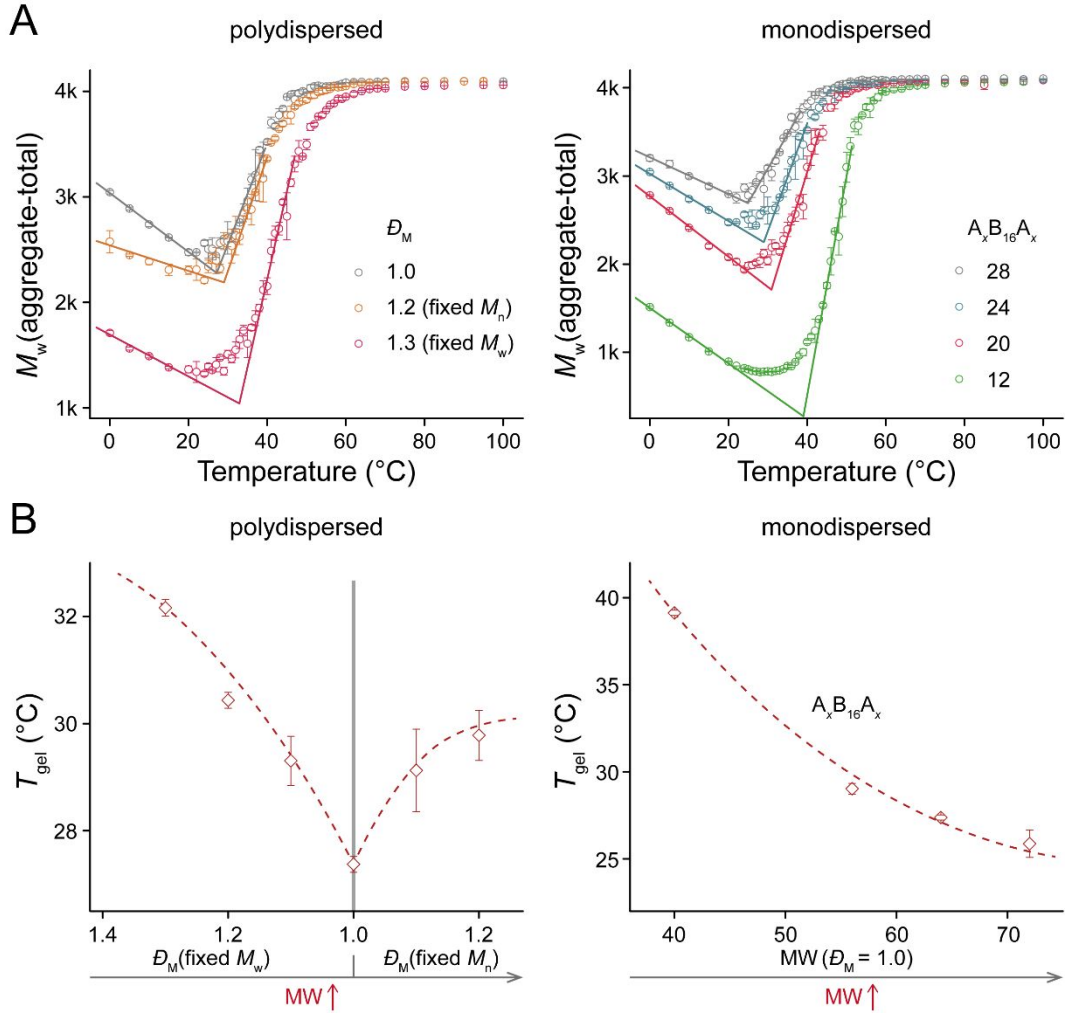 A
polydispersed
monodispersed
4k
3k
2k
1k
M_w(aggregate-total)
Đ_M
1.0
1.2 (fixed M_n)
1.3 (fixed M_w)
0 20 40 60 80 100
Temperature (°C)
4k
3k
2k
1k
M_w(aggregate-total)
A_xB_16A_x
28
24
20
12
0 20 40 60 80 100
Temperature (°C)
B
polydispersed
monodispersed
32
30
28
T_gel (°C)
1.4 1.2 1.0 1.2
Đ_M(fixed M_w) Đ_M(fixed M_n)
MW ↑
40
35
30
25
T_gel (°C)
A_xB_16A_x
40 50 60 70
MW (Đ_M = 1.0)
MW ↑